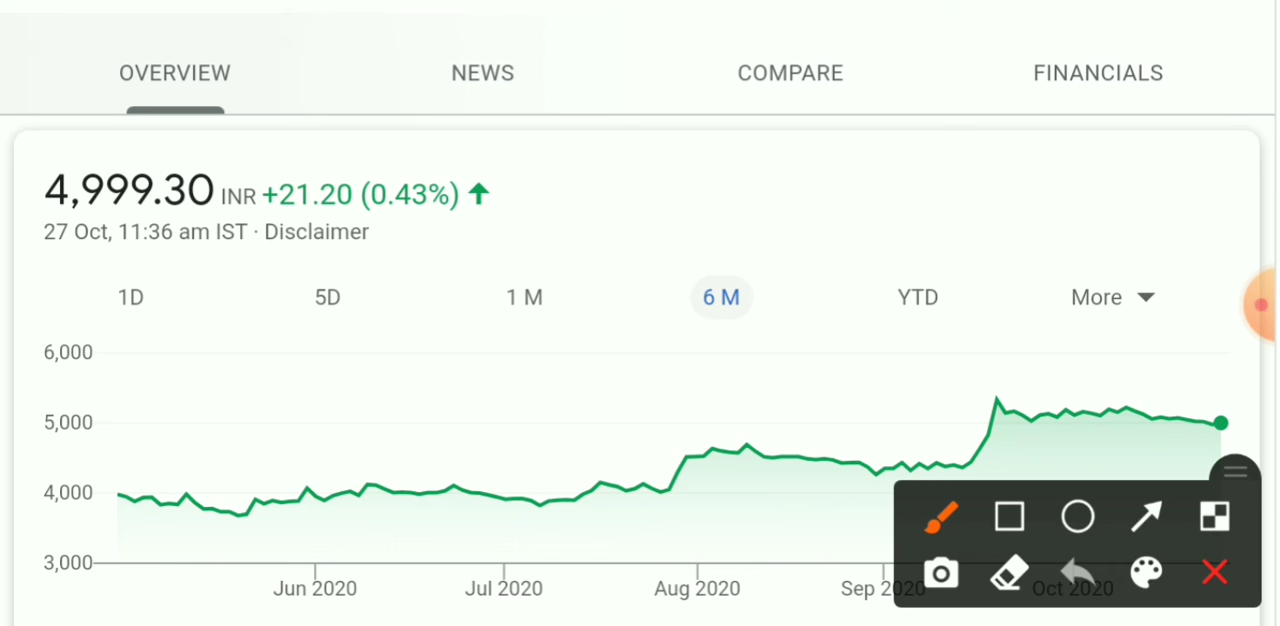 OVERVIEW NEWS COMPARE FINANCIALS
4,999.30 INR +21.20 (0.43%)
27 Oct, 11:36 am IST · Disclaimer
1D 5D 1 M 6 M YTD More
6,000
5,000
4,000
3,000
Jun 2020 Jul 2020 Aug 2020 Sep 2020 Oct 2020